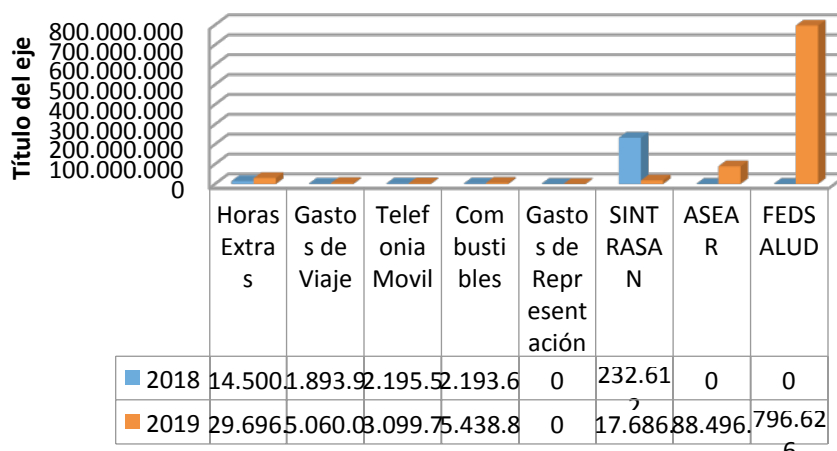 Título del eje
800.000.000
700.000.000
600.000.000
500.000.000
400.000.000
300.000.000
200.000.000
100.000.000
0
Horas Gasto Telef Com Gasto SINT ASEA FEDS
Extra s de onia busti s de RASA R ALUD
s Viaje Movil bles Repr N
esent
ación
2018 14.500. 1.893.9 2.195.5 2.193.6 0 232.61 0 0
2019 29.696. 5.060.0 3.099.7 5.438.8 0 17.686. 88.496. 796.62